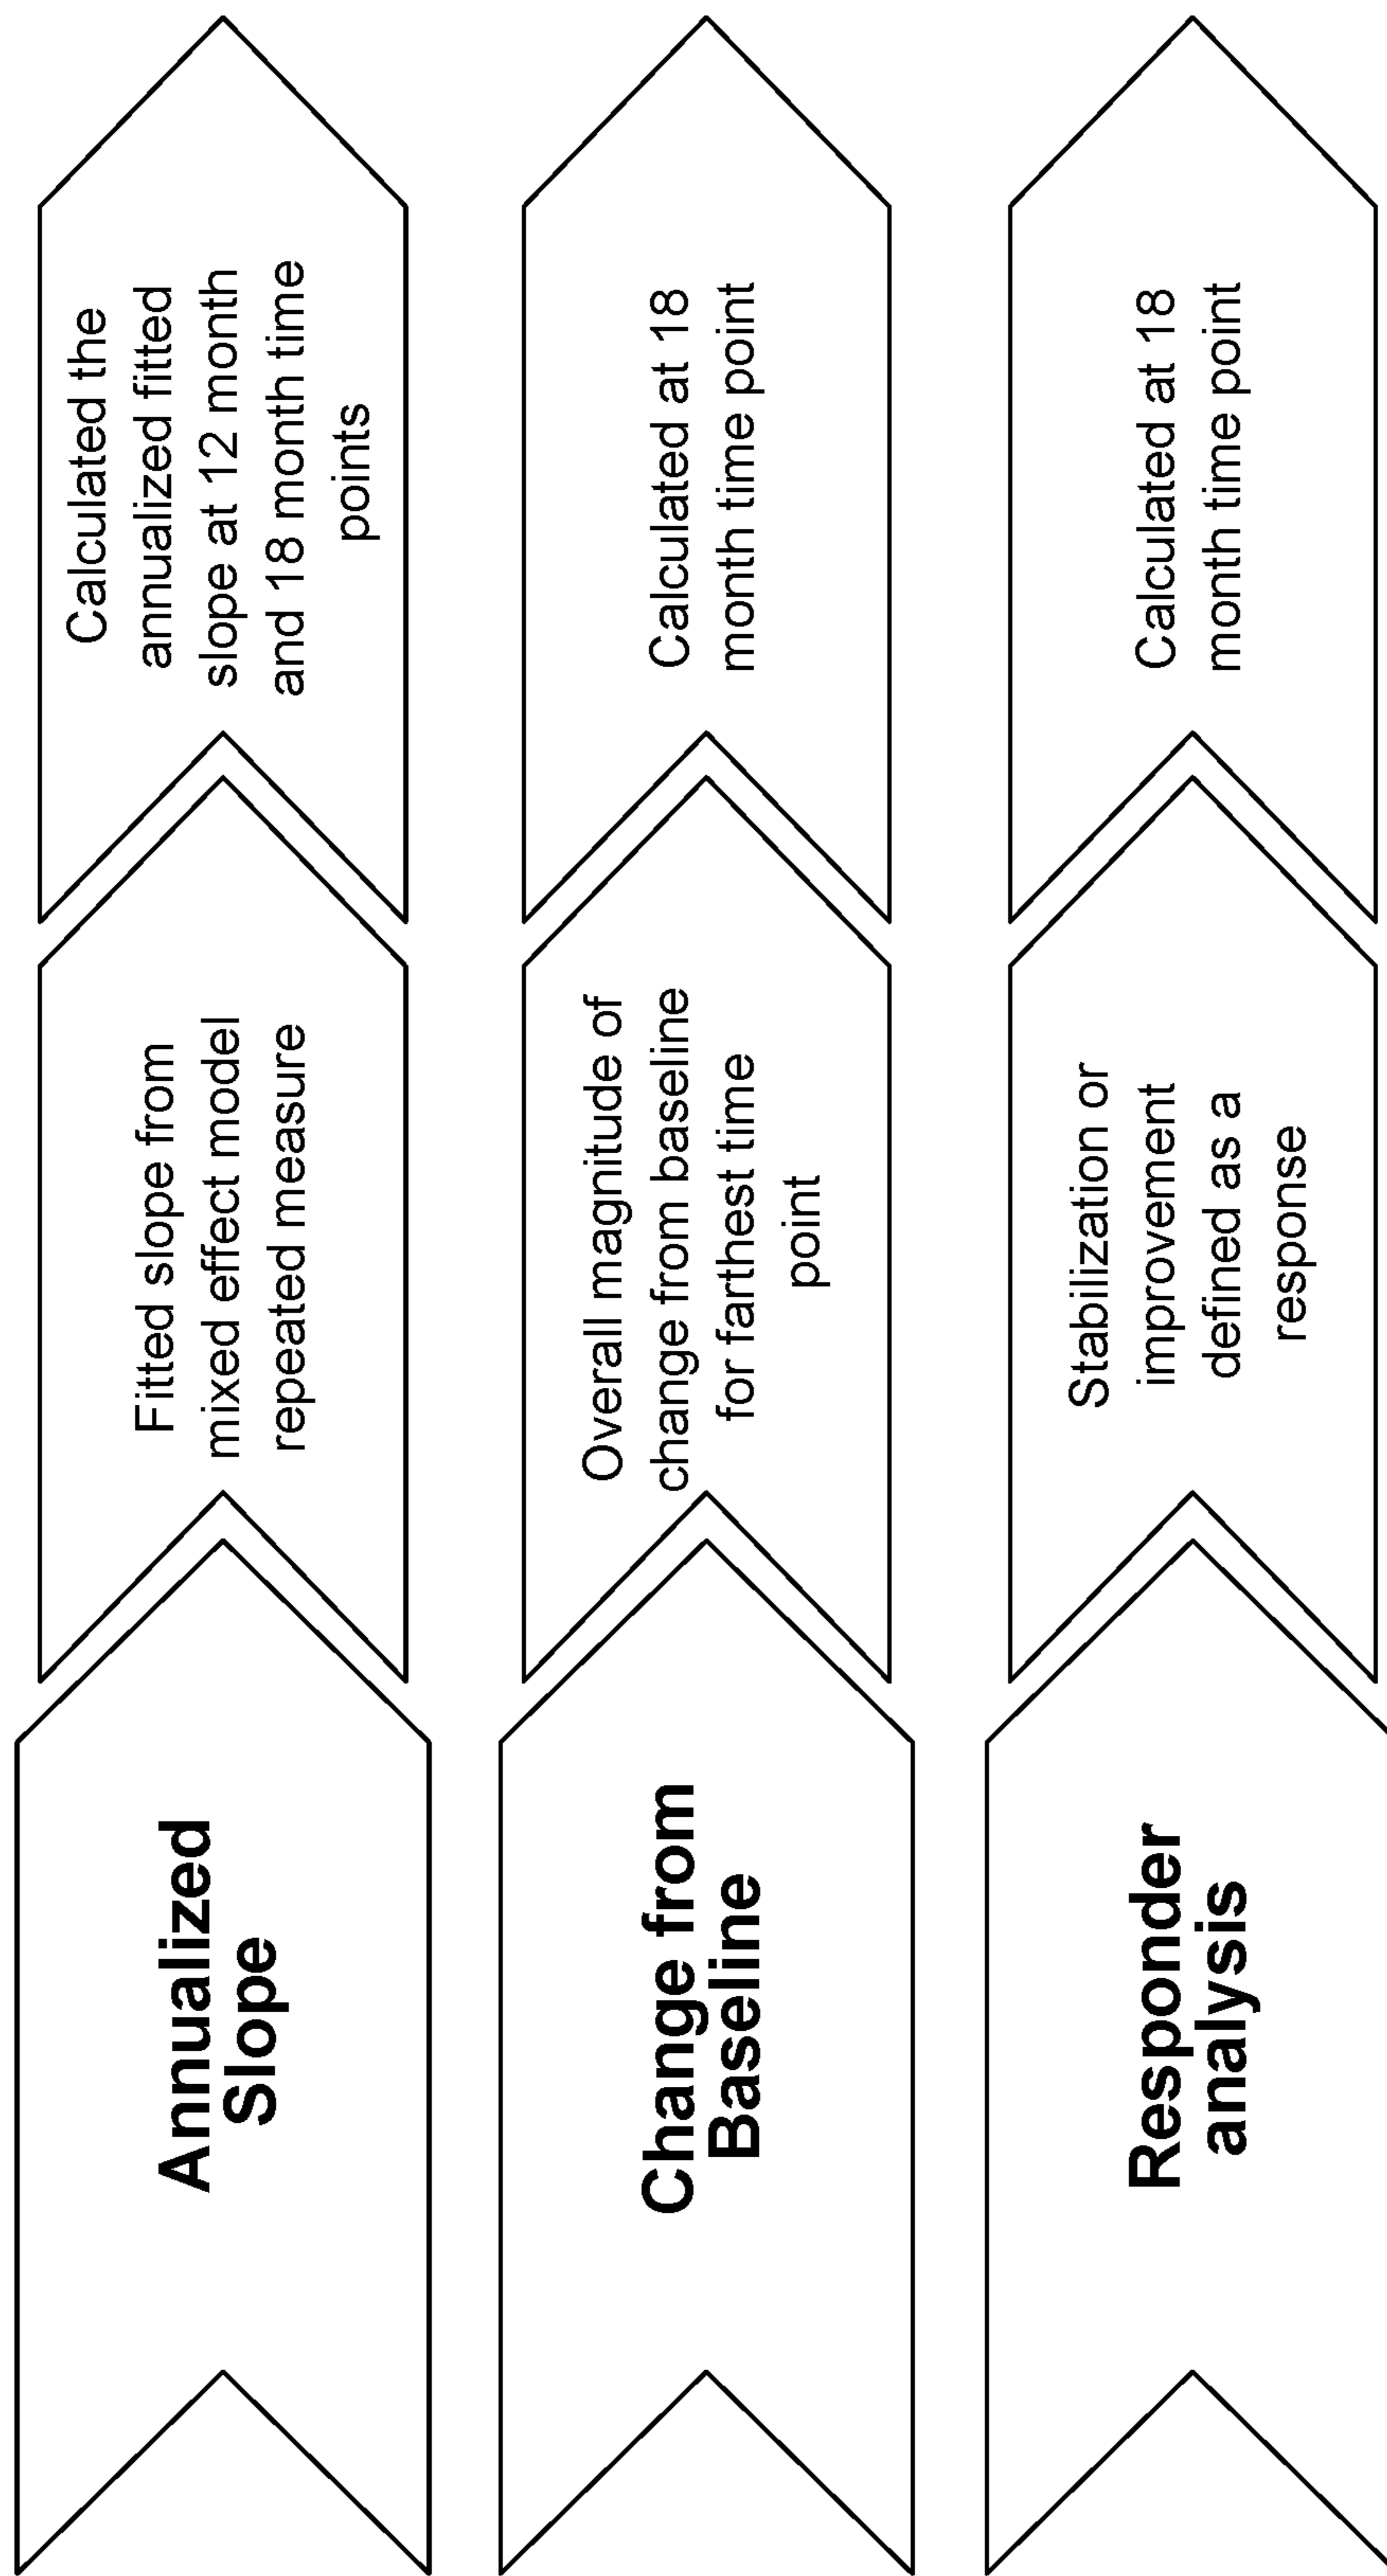 Annualized
Slope
Fitted slope from
mixed effect model
repeated measure
Calculated the
annualized fitted
slope at 12 month
and 18 month time
points
Change from
Baseline
Overall magnitude of
change from baseline
for farthest time
point
Calculated at 18
month time point
Responder
analysis
Stabilization or
improvement
defined as a
response
Calculated at 18
month time point